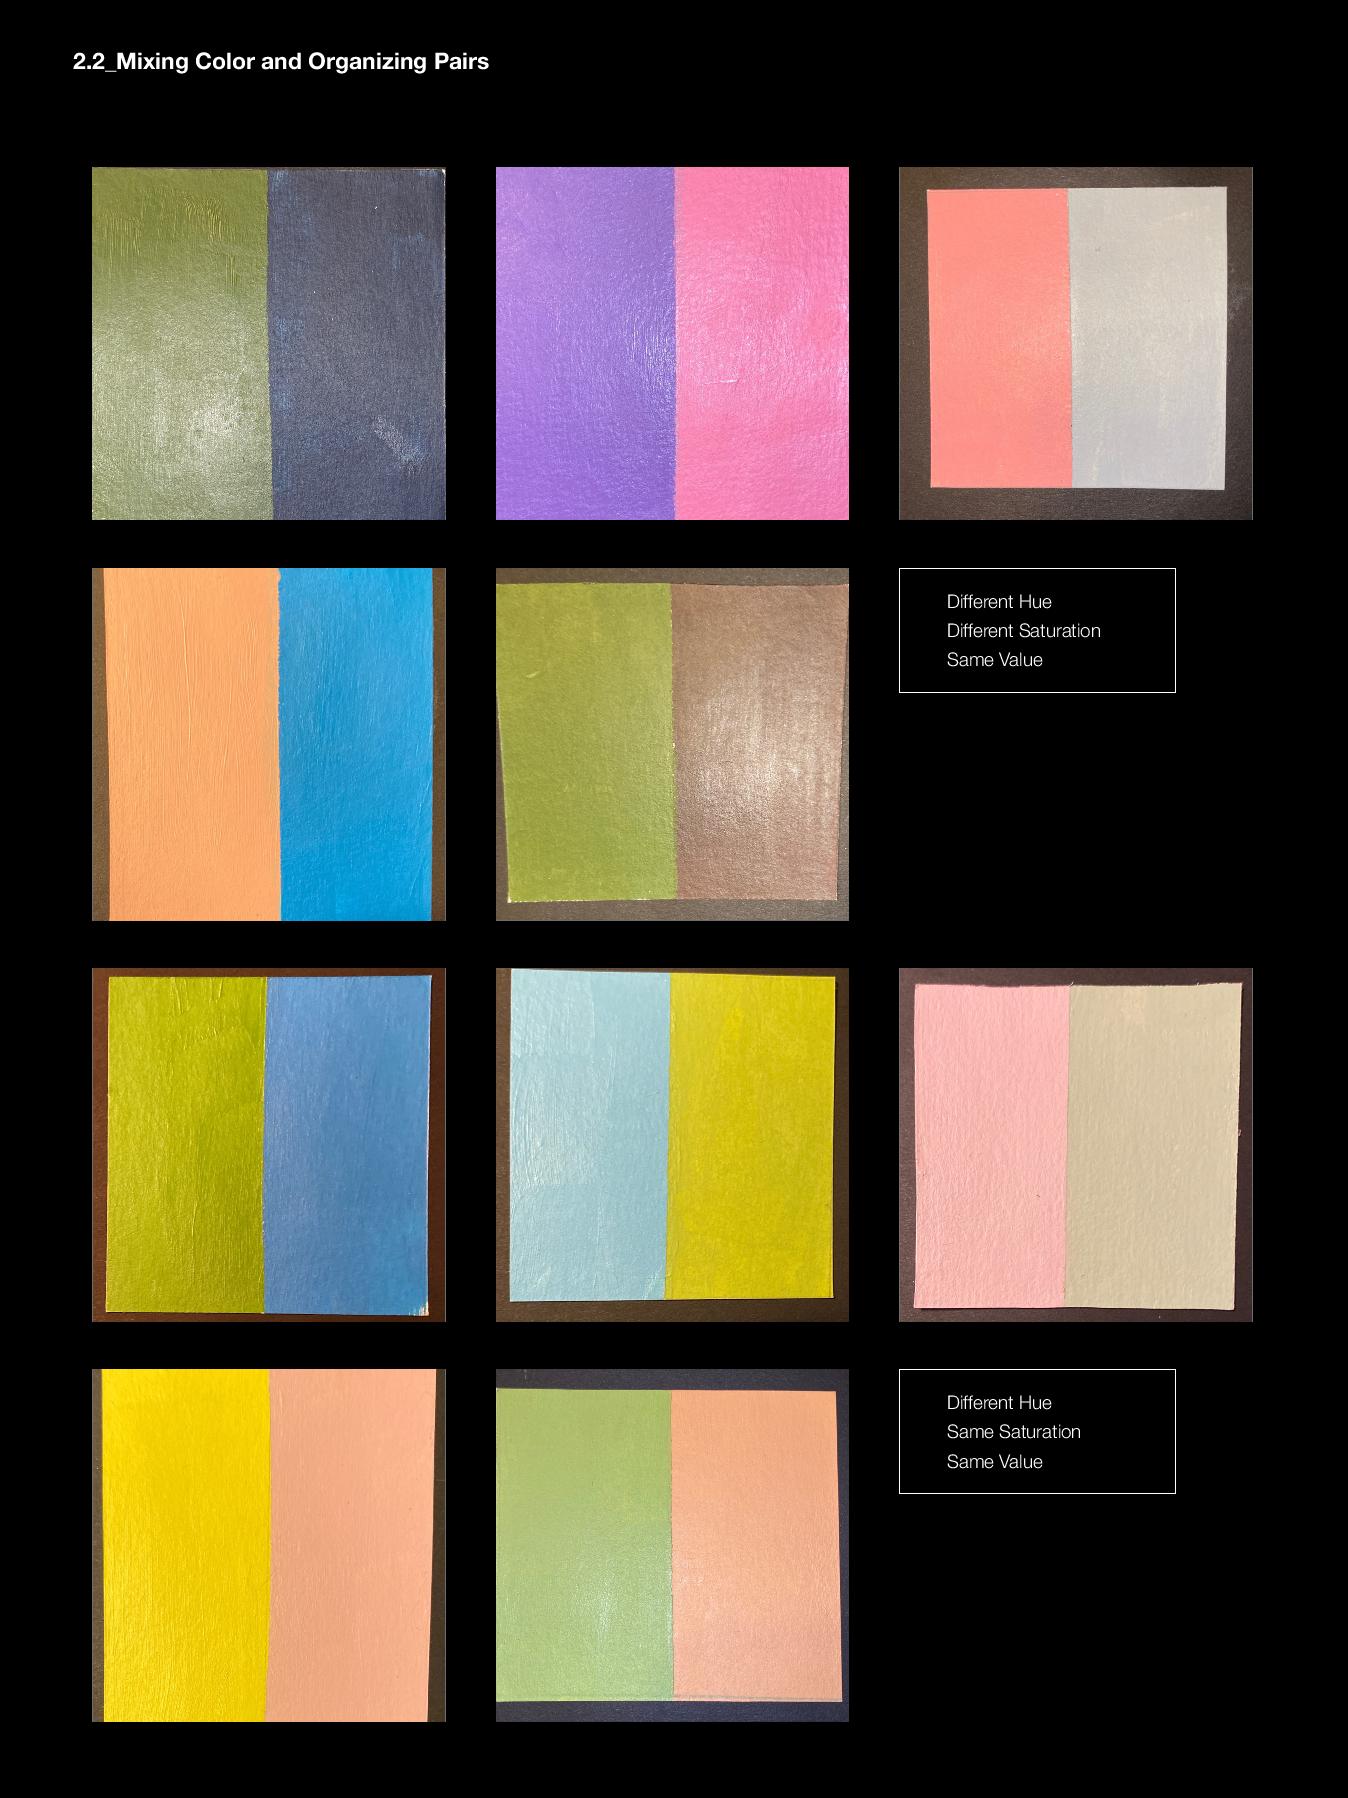 2.2_Mixing Color and Organizing Pairs
Different Hue
Different Saturation
Same Value
Different Hue
Same Saturation
Same Value